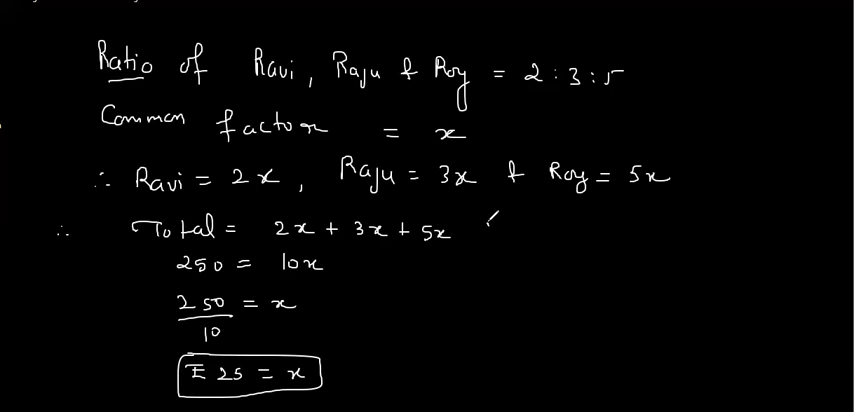 Ratio of Ravi, Raju & Roy = 2 : 3 : 5
Common factor = x
∴ Ravi = 2x, Raju = 3x & Roy = 5x
∴ Total = 2x + 3x + 5x
250 = 10x
250/10 = x
₹ 25 = x